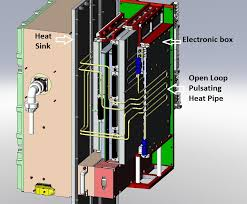 Heat
Sink
Electronic box
Open Loop
Pulsating
Heat Pipe